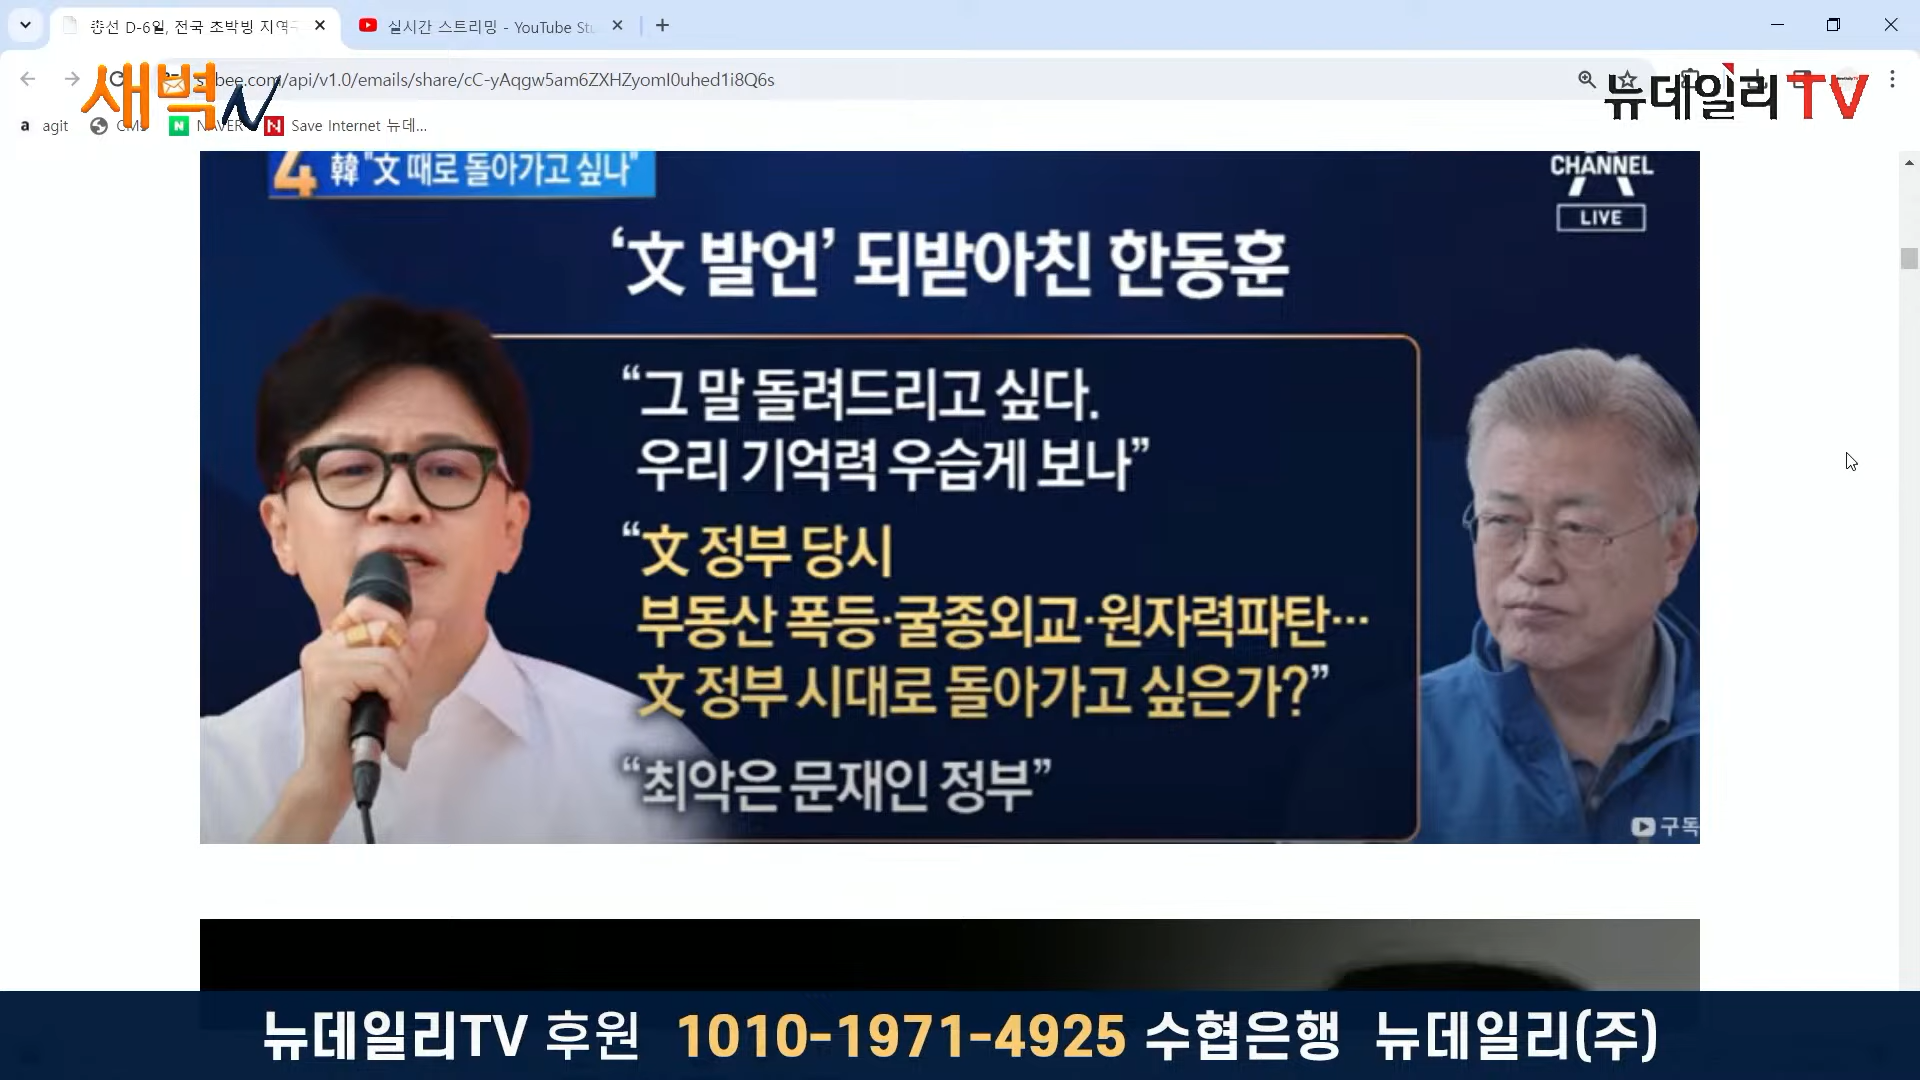 총선 D-6일, 전국 초박빙 지역구
실시간 스트리밍 - YouTube Stu
bee.com/api/v1.0/emails/share/cC-yAqgw5am6ZXHZyomI0uhed1i8Q6s
새벽N
뉴데일리TV
a agit
CMS
N NAVER
N Save Internet 뉴데...
4 韓 "文 때로 돌아가고 싶나"
CHANNEL A
LIVE
‘文 발언’ 되받아친 한동훈
“그 말 돌려드리고 싶다.
우리 기억력 우습게 보나”
“文 정부 당시
부동산 폭등·굴종외교·원자력파탄…
文 정부 시대로 돌아가고 싶은가?”
“최악은 문재인 정부”
구독
뉴데일리TV 후원 1010-1971-4925 수협은행 뉴데일리(주)